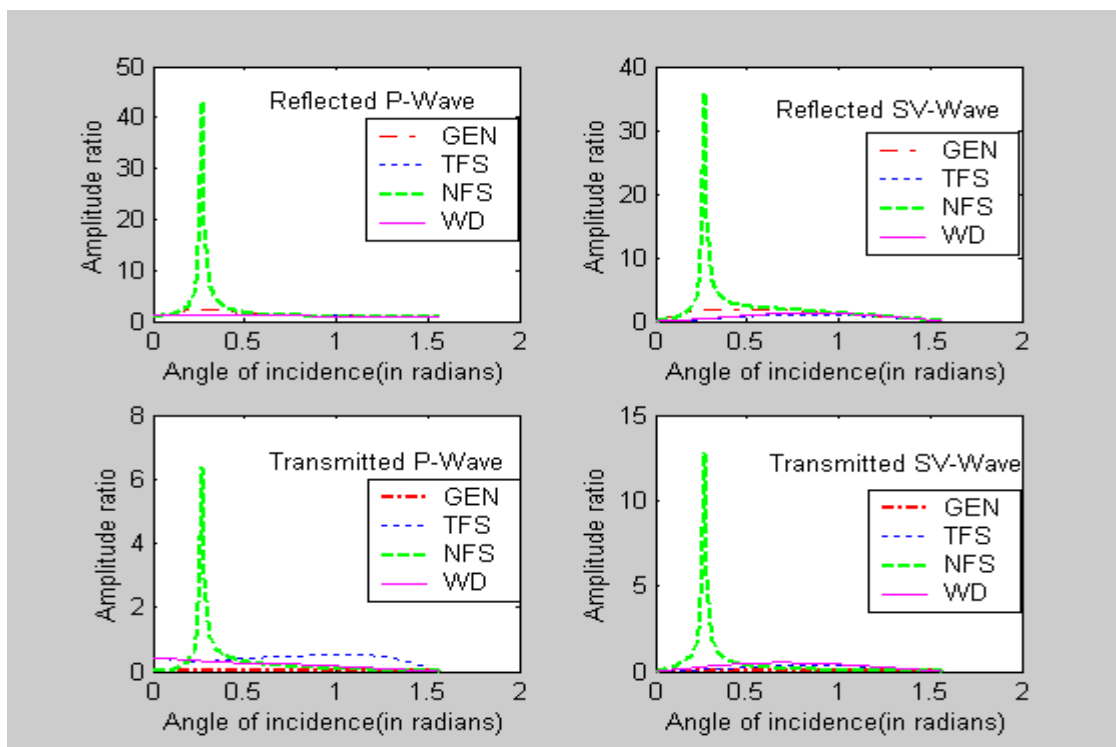 50
40
30
20
10
0
Amplitude ratio
Reflected P-Wave
GEN
TFS
NFS
WD
0 0.5 1 1.5 2
Angle of incidence(in radians)
40
30
20
10
0
Amplitude ratio
Reflected SV-Wave
GEN
TFS
NFS
WD
0 0.5 1 1.5 2
Angle of incidence(in radians)
8
6
4
2
0
Amplitude ratio
Transmitted P-Wave
GEN
TFS
NFS
WD
0 0.5 1 1.5 2
Angle of incidence(in radians)
15
10
5
0
Amplitude ratio
Transmitted SV-Wave
GEN
TFS
NFS
WD
0 0.5 1 1.5 2
Angle of incidence(in radians)